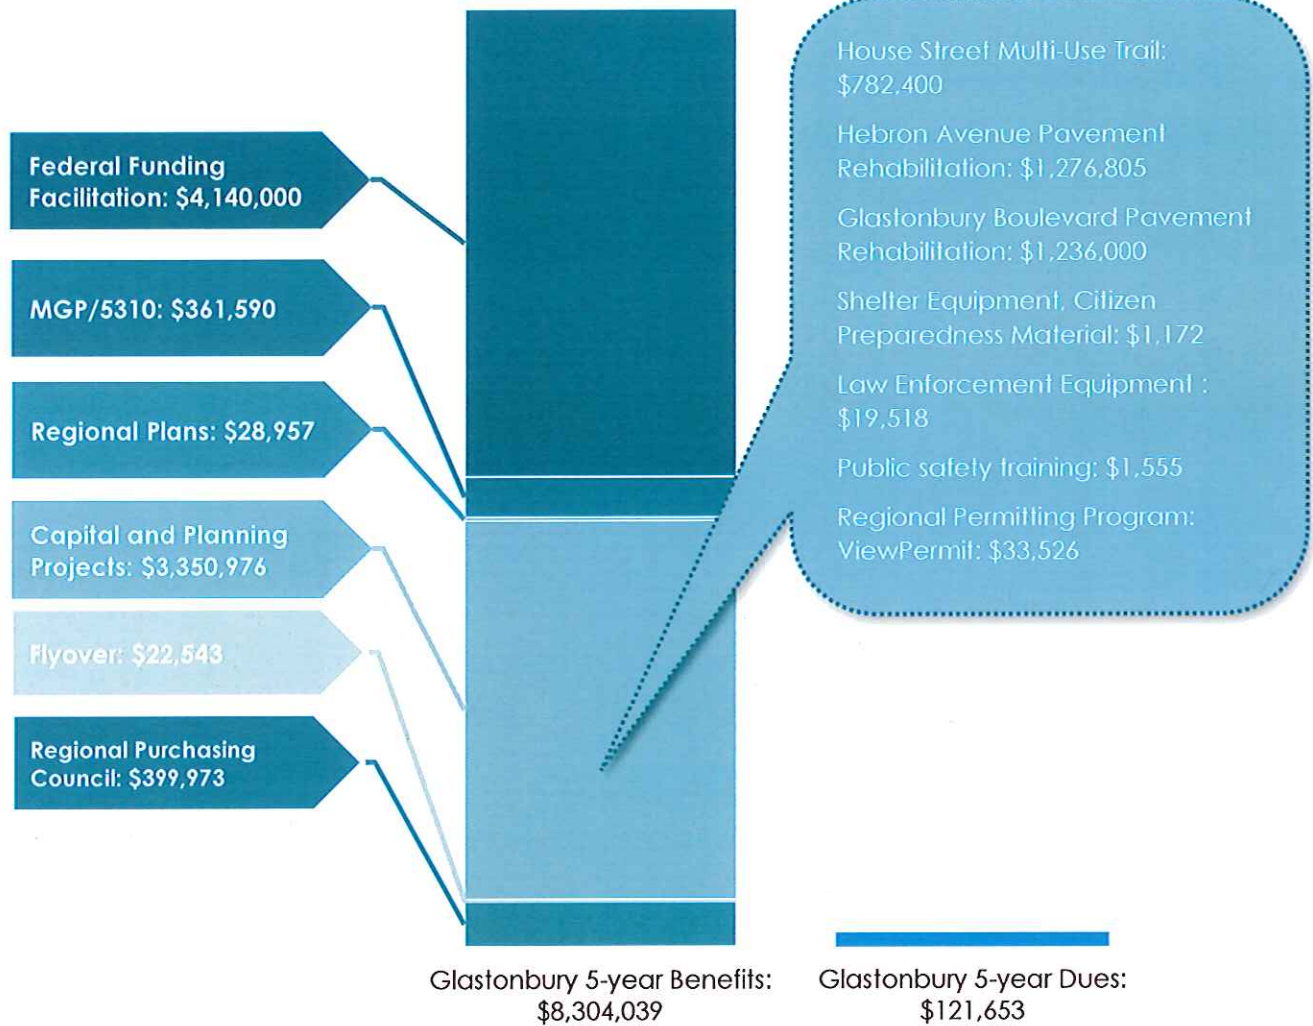 Federal Funding
Facilitation: $4,140,000
MGP/5310: $361,590
Regional Plans: $28,957
Capital and Planning
Projects: $3,350,976
Flyover: $22,543
Regional Purchasing
Council: $399,973
House Street Multi-Use Trail:
$782,400
Hebron Avenue Pavement
Rehabilitation: $1,276,805
Glastonbury Boulevard Pavement
Rehabilitation: $1,236,000
Shelter Equipment, Citizen
Preparedness Material: $1,172
Law Enforcement Equipment :
$19,518
Public safety training: $1,555
Regional Permitting Program:
ViewPermit: $33,526
Glastonbury 5-year Benefits:
$8,304,039
Glastonbury 5-year Dues:
$121,653